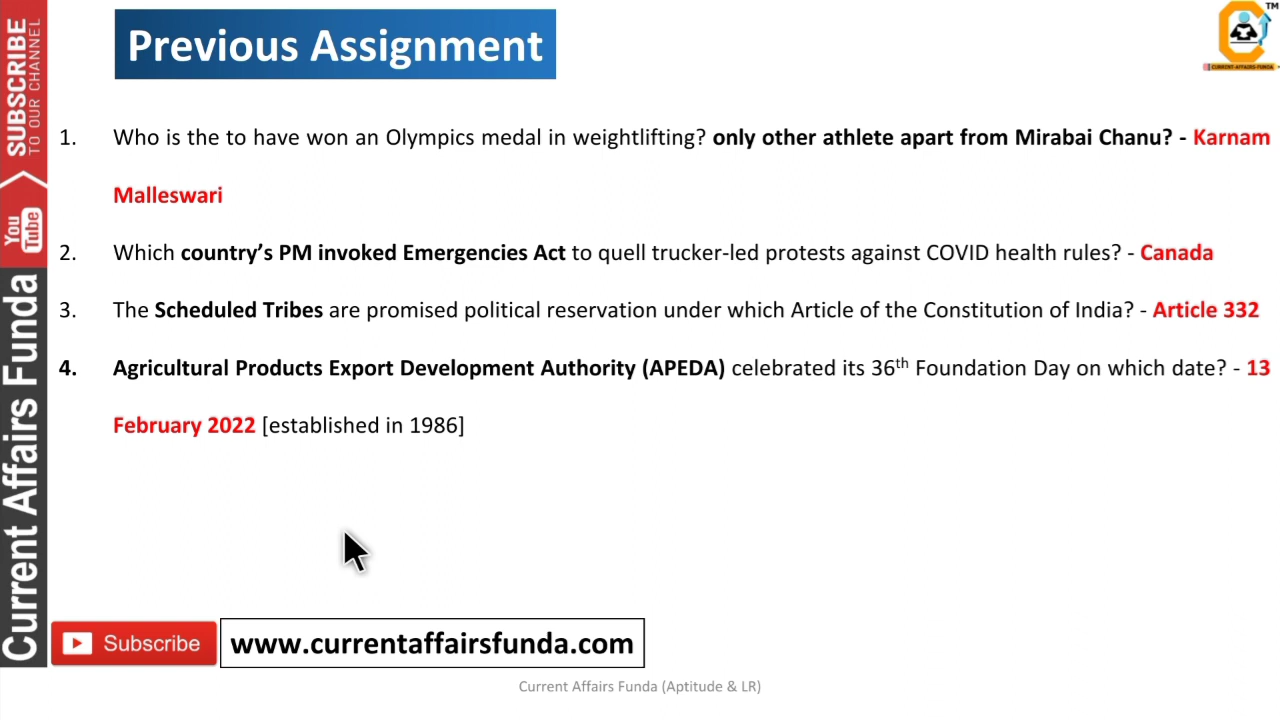 Previous Assignment
TM
CURRENT-AFFAIRS-FUNDA
SUBSCRIBE
TO OUR CHANNEL
You
Tube
Current Affairs Funda
1. Who is the to have won an Olympics medal in weightlifting? only other athlete apart from Mirabai Chanu? - Karnam
Malleswari
2. Which country’s PM invoked Emergencies Act to quell trucker-led protests against COVID health rules? - Canada
3. The Scheduled Tribes are promised political reservation under which Article of the Constitution of India? - Article 332
4. Agricultural Products Export Development Authority (APEDA) celebrated its 36th Foundation Day on which date? - 13
February 2022 [established in 1986]
Subscribe
www.currentaffairsfunda.com
Current Affairs Funda (Aptitude & LR)